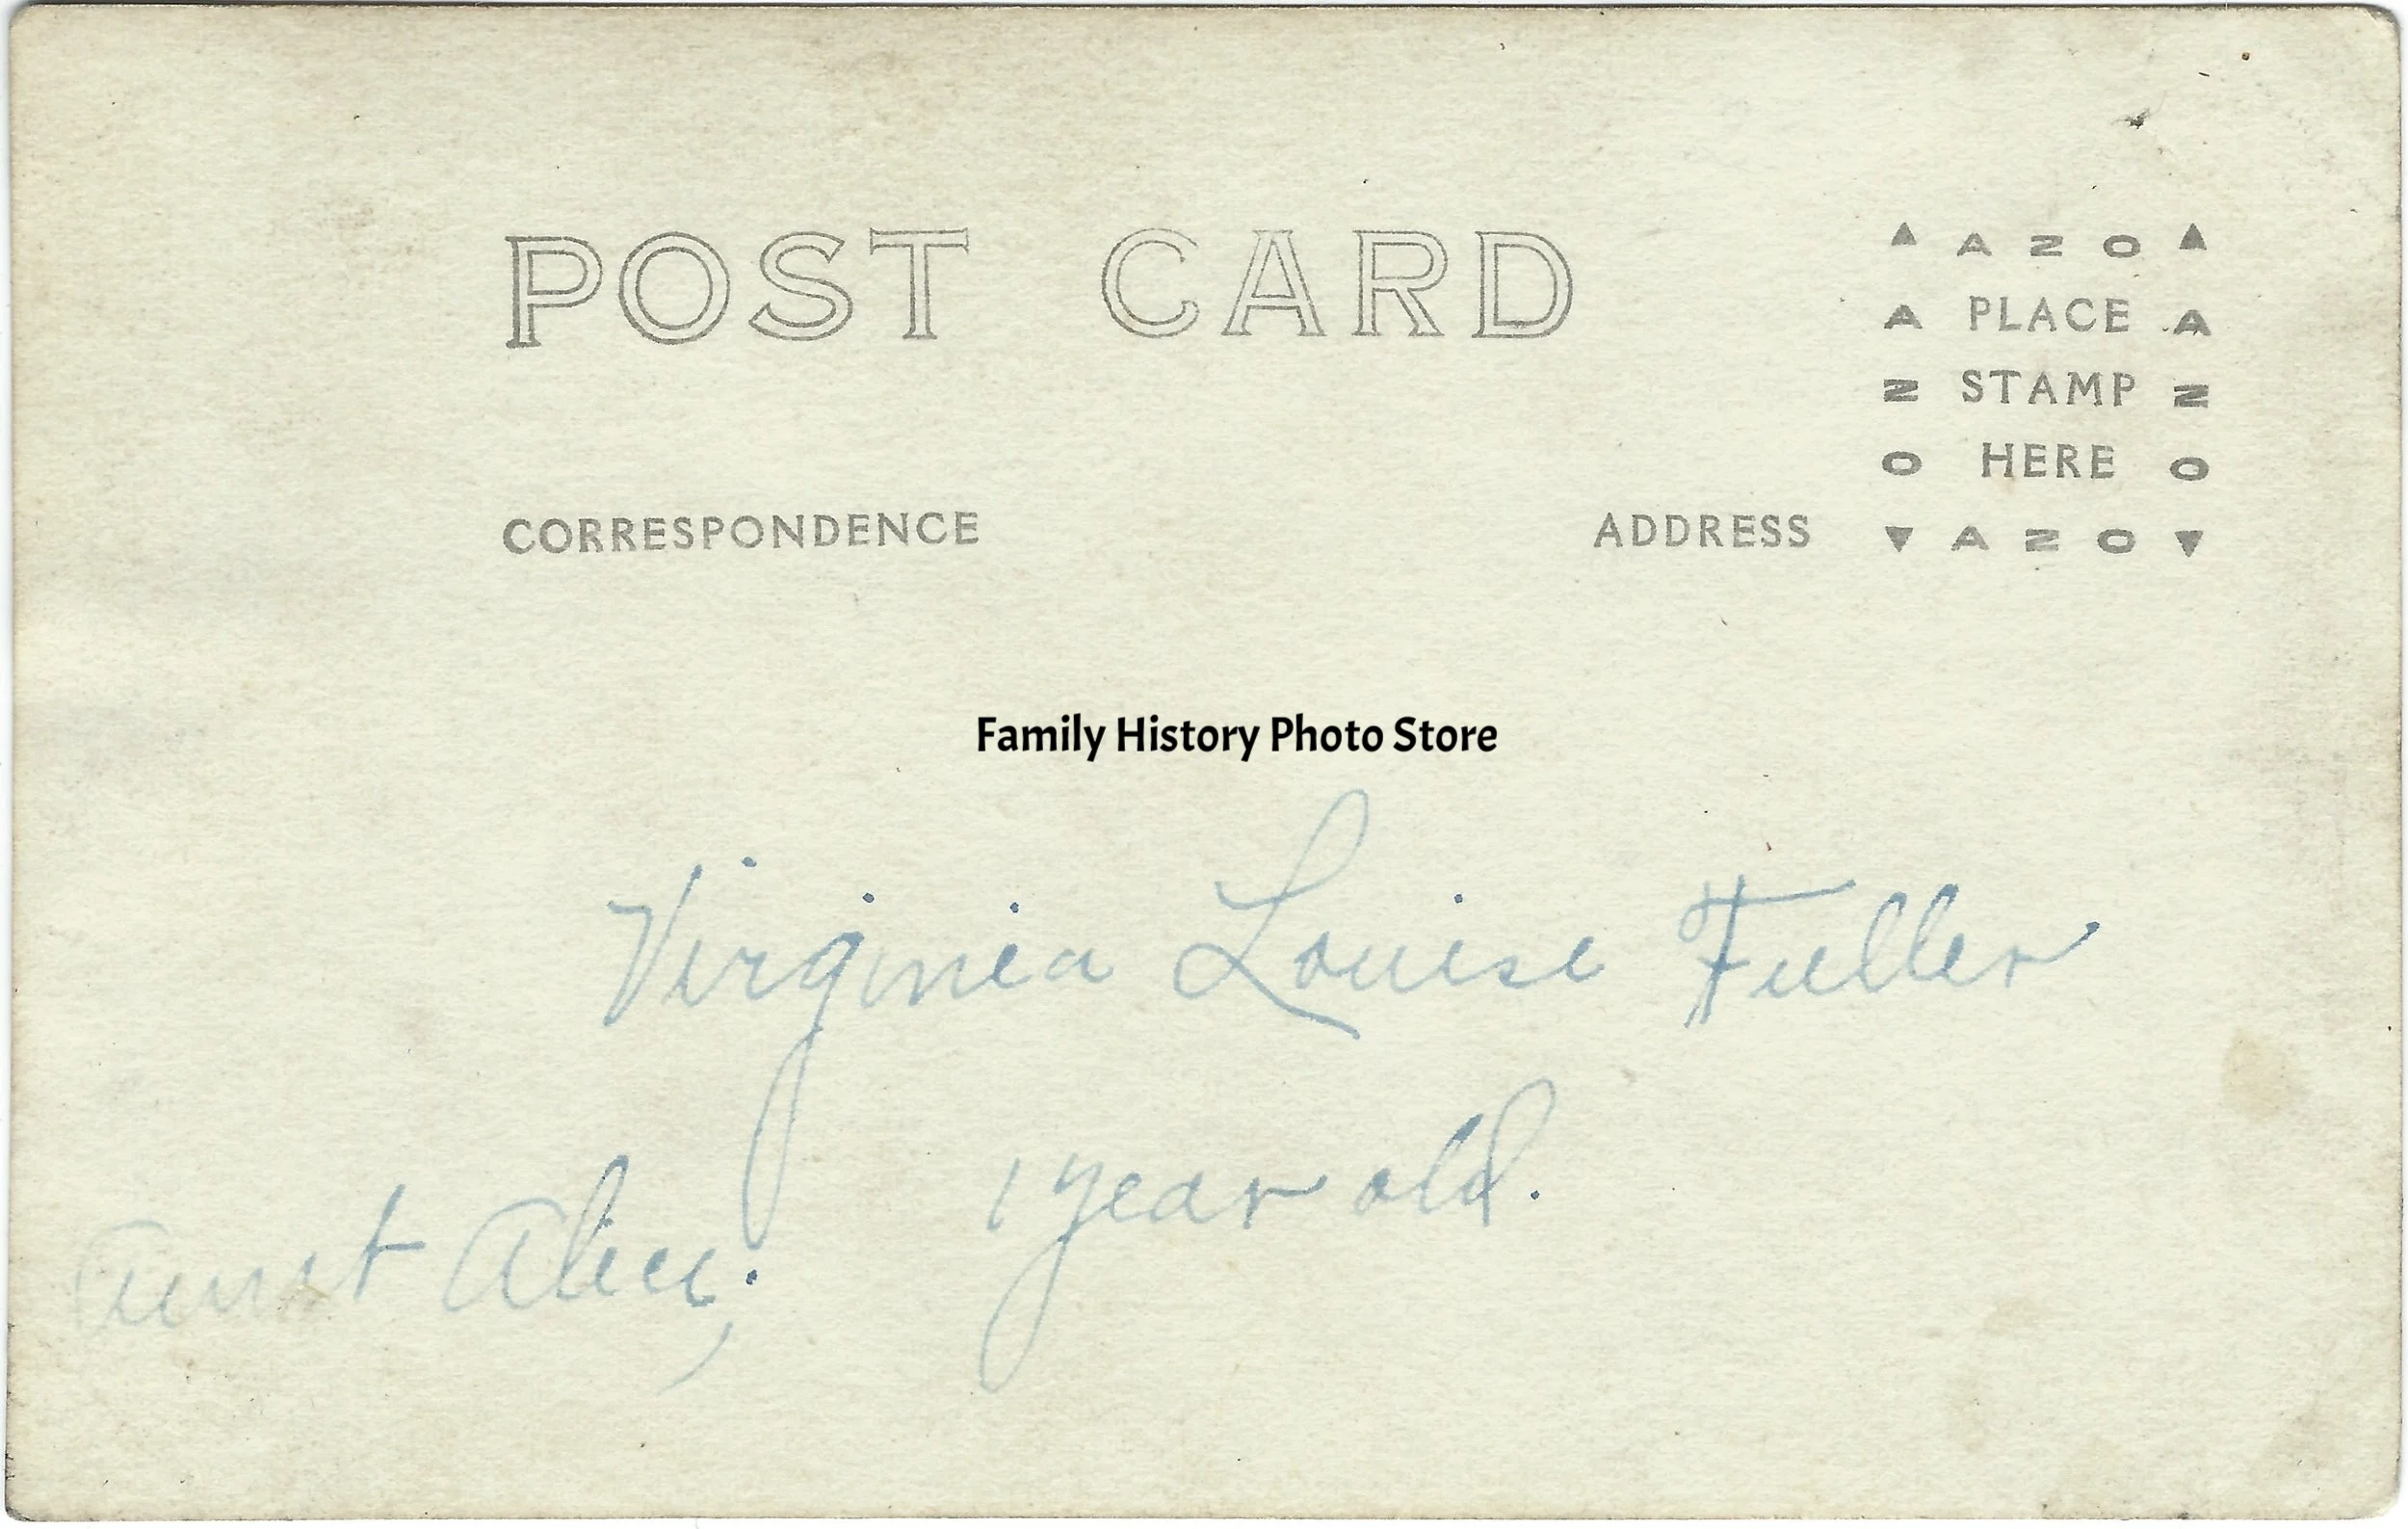 POST CARD
▲ AZO ▲
A PLACE A
Z STAMP Z
O HERE O
▼ AZO ▼
CORRESPONDENCE
ADDRESS
Family History Photo Store
Virginia Louise Fuller
1 year old.
Aunt Alice;